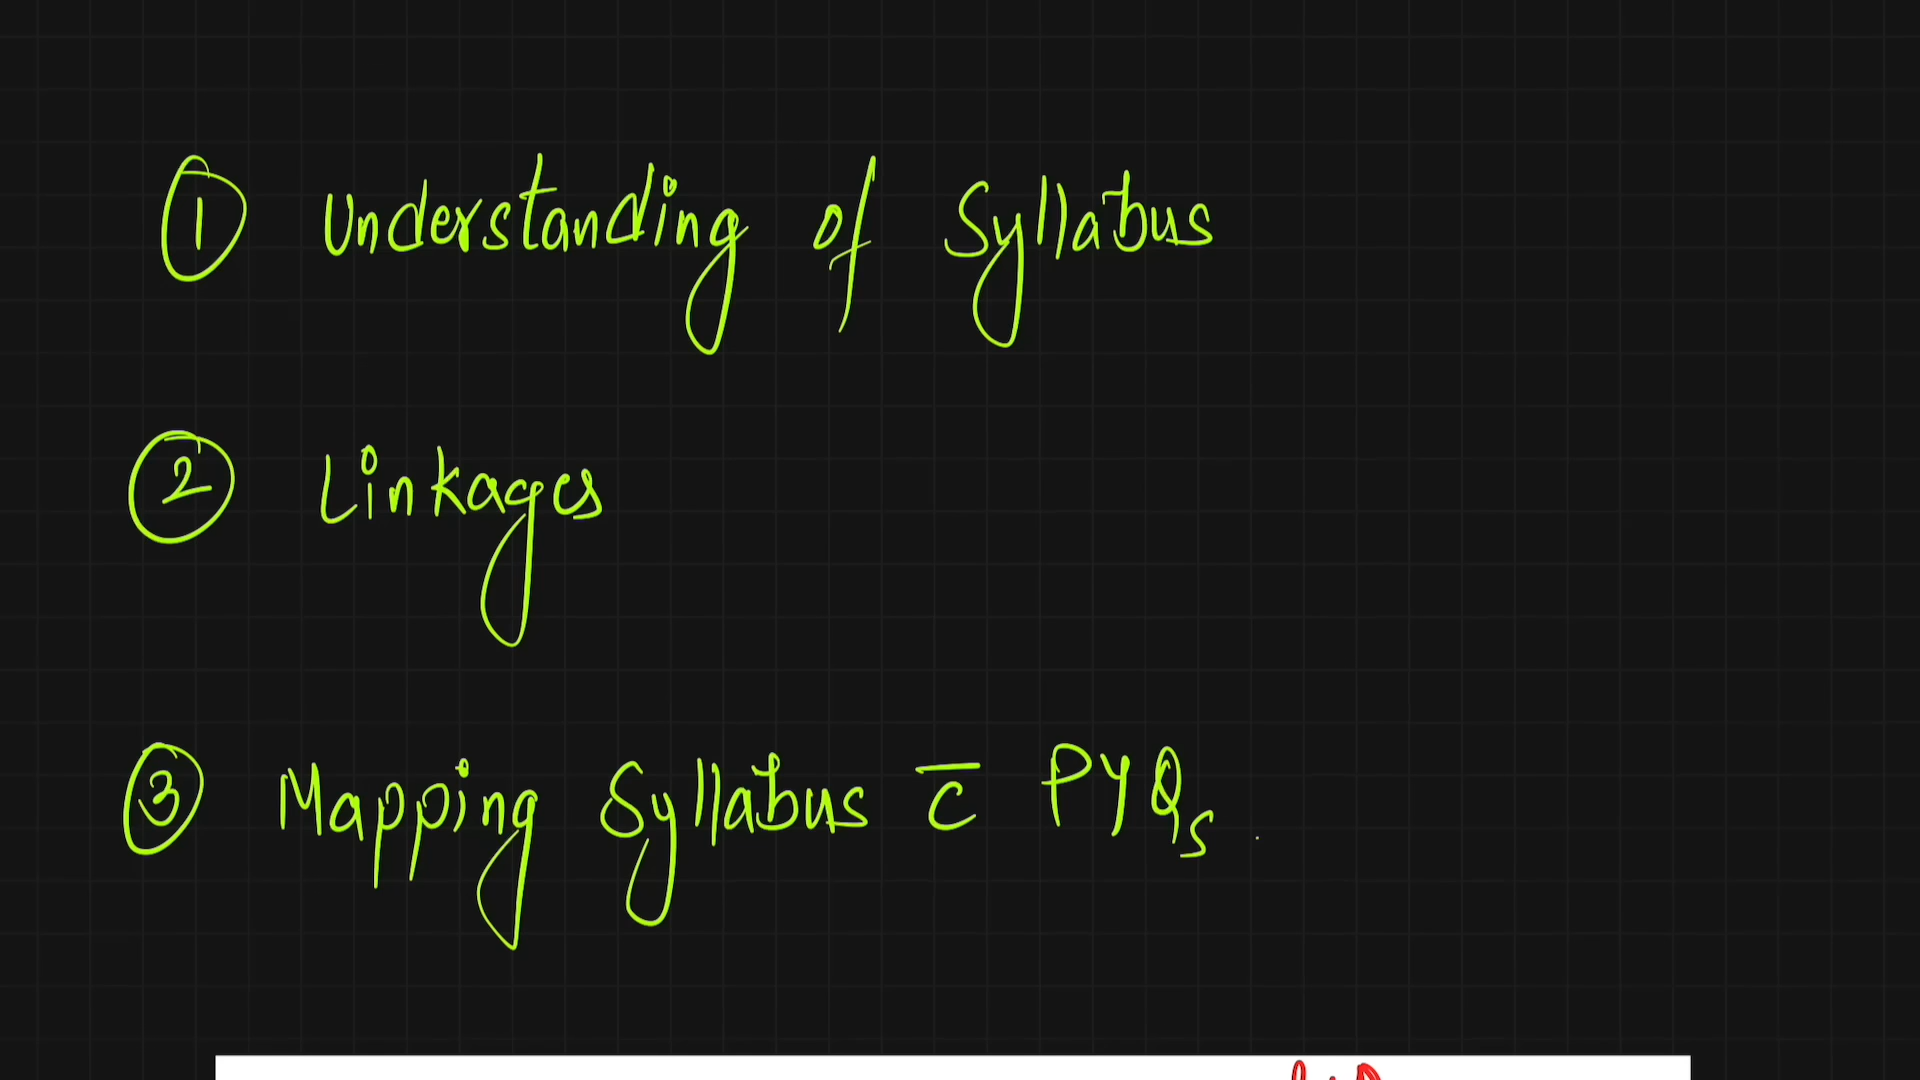 ① Understanding of Syllabus
② Linkages
③ Mapping Syllabus c̅ PYQs